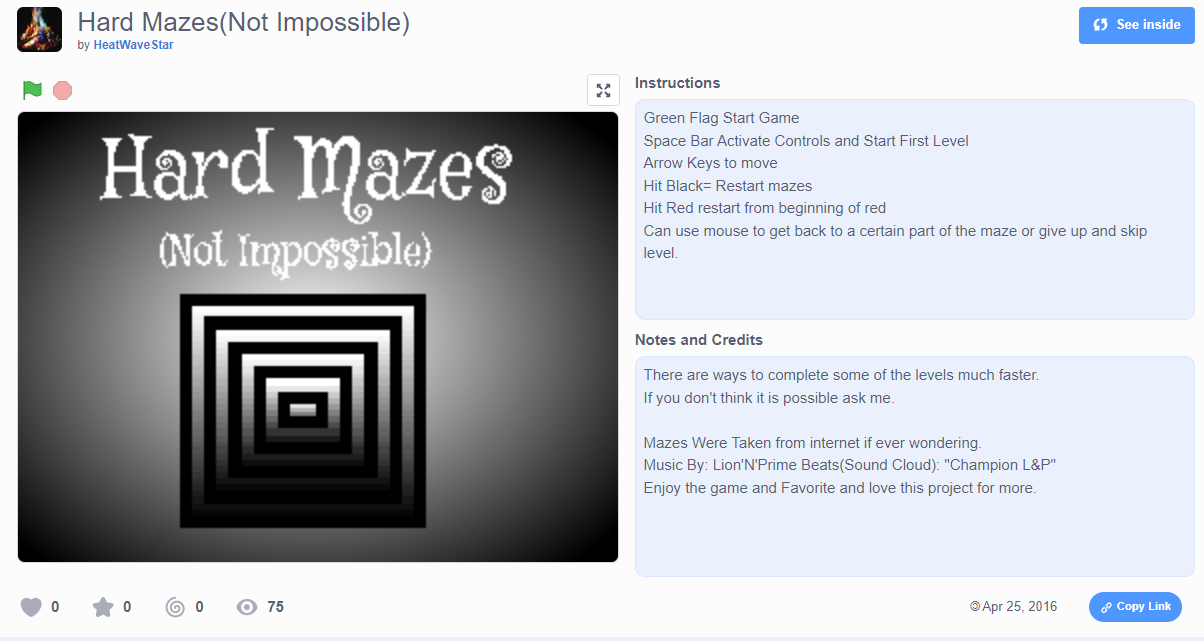 Hard Mazes(Not Impossible)
by HeatWaveStar
See inside
Hard Mazes
(Not Impossible)
Instructions
Green Flag Start Game
Space Bar Activate Controls and Start First Level
Arrow Keys to move
Hit Black= Restart mazes
Hit Red restart from beginning of red
Can use mouse to get back to a certain part of the maze or give up and skip
level.
Notes and Credits
There are ways to complete some of the levels much faster.
If you don't think it is possible ask me.
Mazes Were Taken from internet if ever wondering.
Music By: Lion'N'Prime Beats(Sound Cloud): "Champion L&P"
Enjoy the game and Favorite and love this project for more.
0 0 0 75
Apr 25, 2016
Copy Link